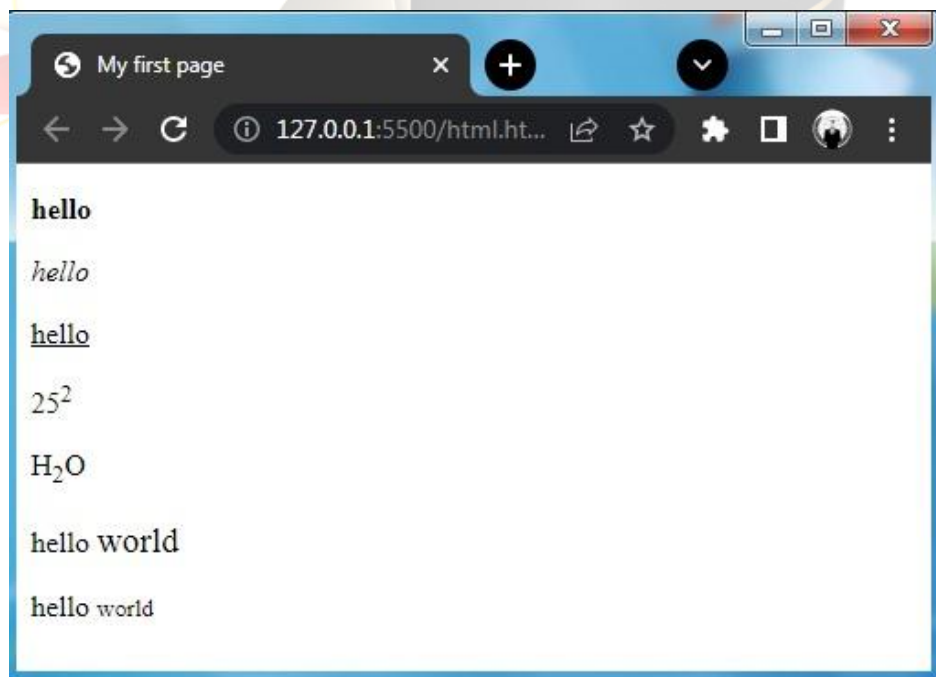 My first page
127.0.0.1:5500/html.ht...
hello
hello
hello
25²
H₂O
hello world
hello world